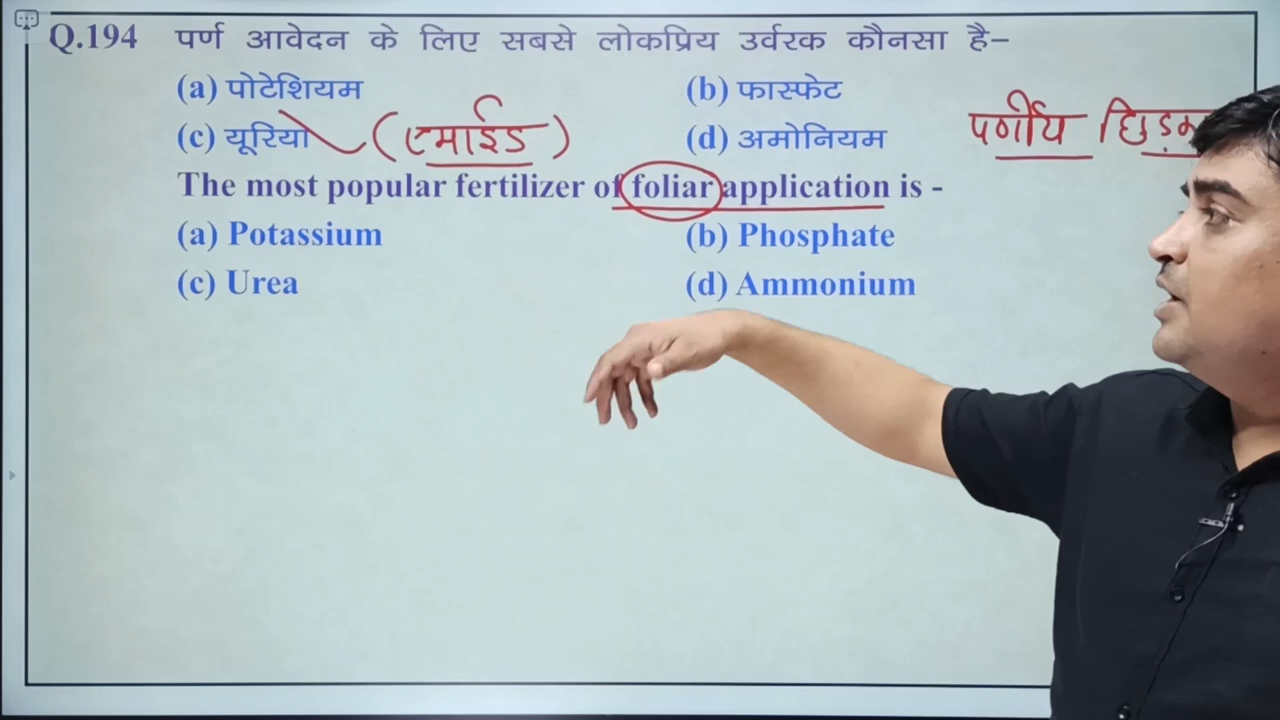 Q.194 पर्ण आवेदन के लिए सबसे लोकप्रिय उर्वरक कौनसा है–
(a) पोटेशियम (b) फास्फेट
(c) यूरिया (एमाईड) (d) अमोनियम पर्णीय
The most popular fertilizer of foliar application is -
(a) Potassium (b) Phosphate
(c) Urea (d) Ammonium